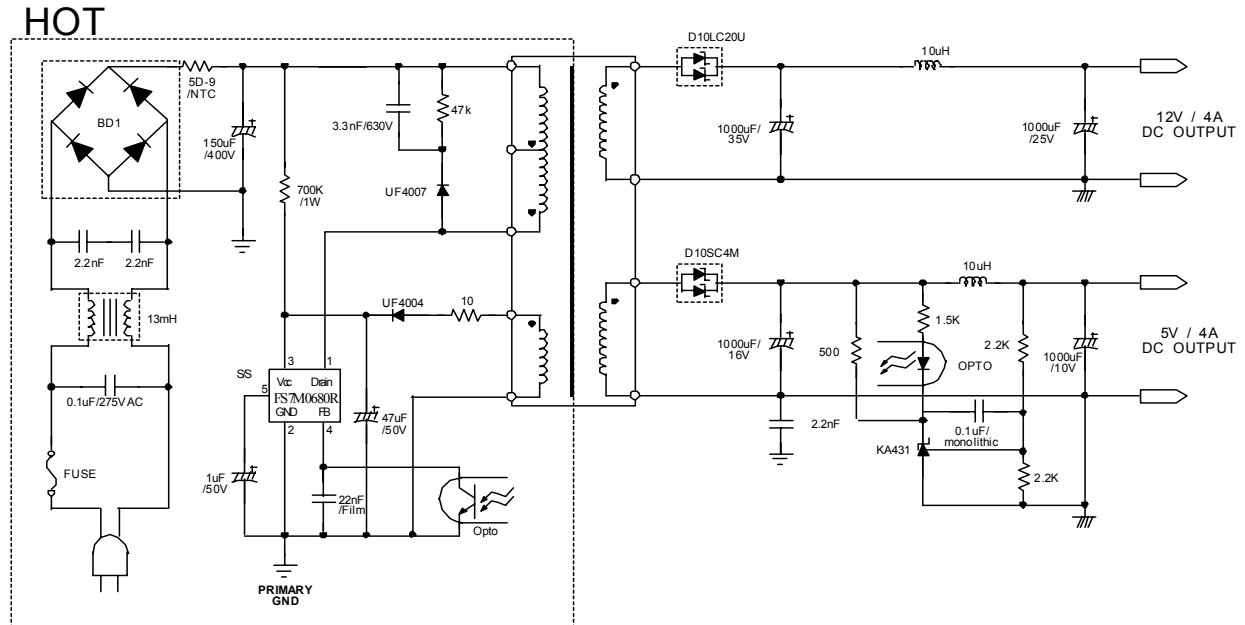 HOT
BD1
5D-9
/NTC
150uF
/400V
3.3nF/630V
47k
UF4007
700K
/1W
2.2nF
2.2nF
13mH
0.1uF/275VAC
FUSE
UF4004
10
S/S
5
3
1
Vcc
Drain
FS7M0680R
GND
FB
2
4
47uF
/50V
1uF
/50V
22nF
/Film
Opto
PRIMARY
GND
D10LC20U
10uH
1000uF/
35V
1000uF
/25V
12V / 4A
DC OUTPUT
D10SC4M
10uH
1000uF/
16V
500
1.5K
OPTO
2.2K
1000uF
/10V
5V / 4A
DC OUTPUT
2.2nF
0.1uF/
monolithic
KA431
2.2K